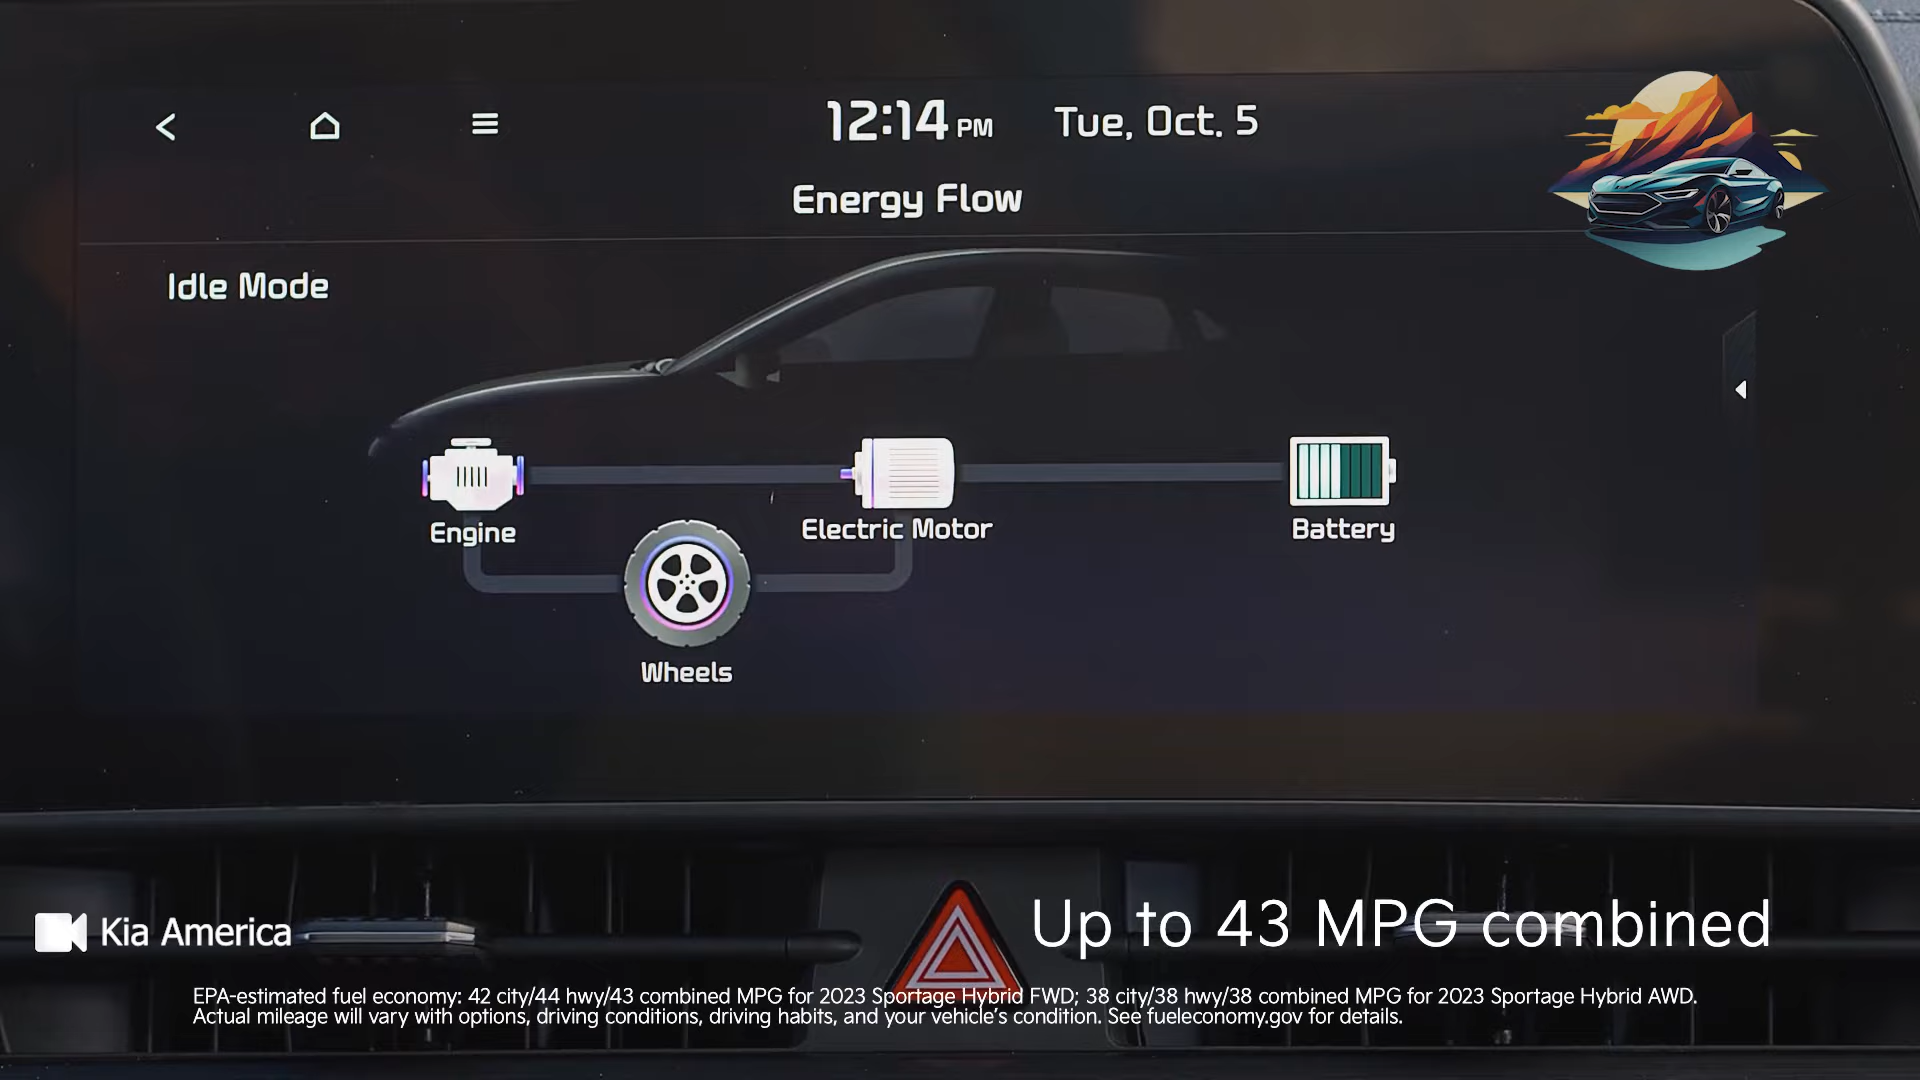 12:14 PM Tue, Oct. 5
Energy Flow
Idle Mode
Engine
Electric Motor
Battery
Wheels
Kia America
Up to 43 MPG combined
EPA-estimated fuel economy: 42 city/44 hwy/43 combined MPG for 2023 Sportage Hybrid FWD; 38 city/38 hwy/38 combined MPG for 2023 Sportage Hybrid AWD.
Actual mileage will vary with options, driving conditions, driving habits, and your vehicle's condition. See fueleconomy.gov for details.